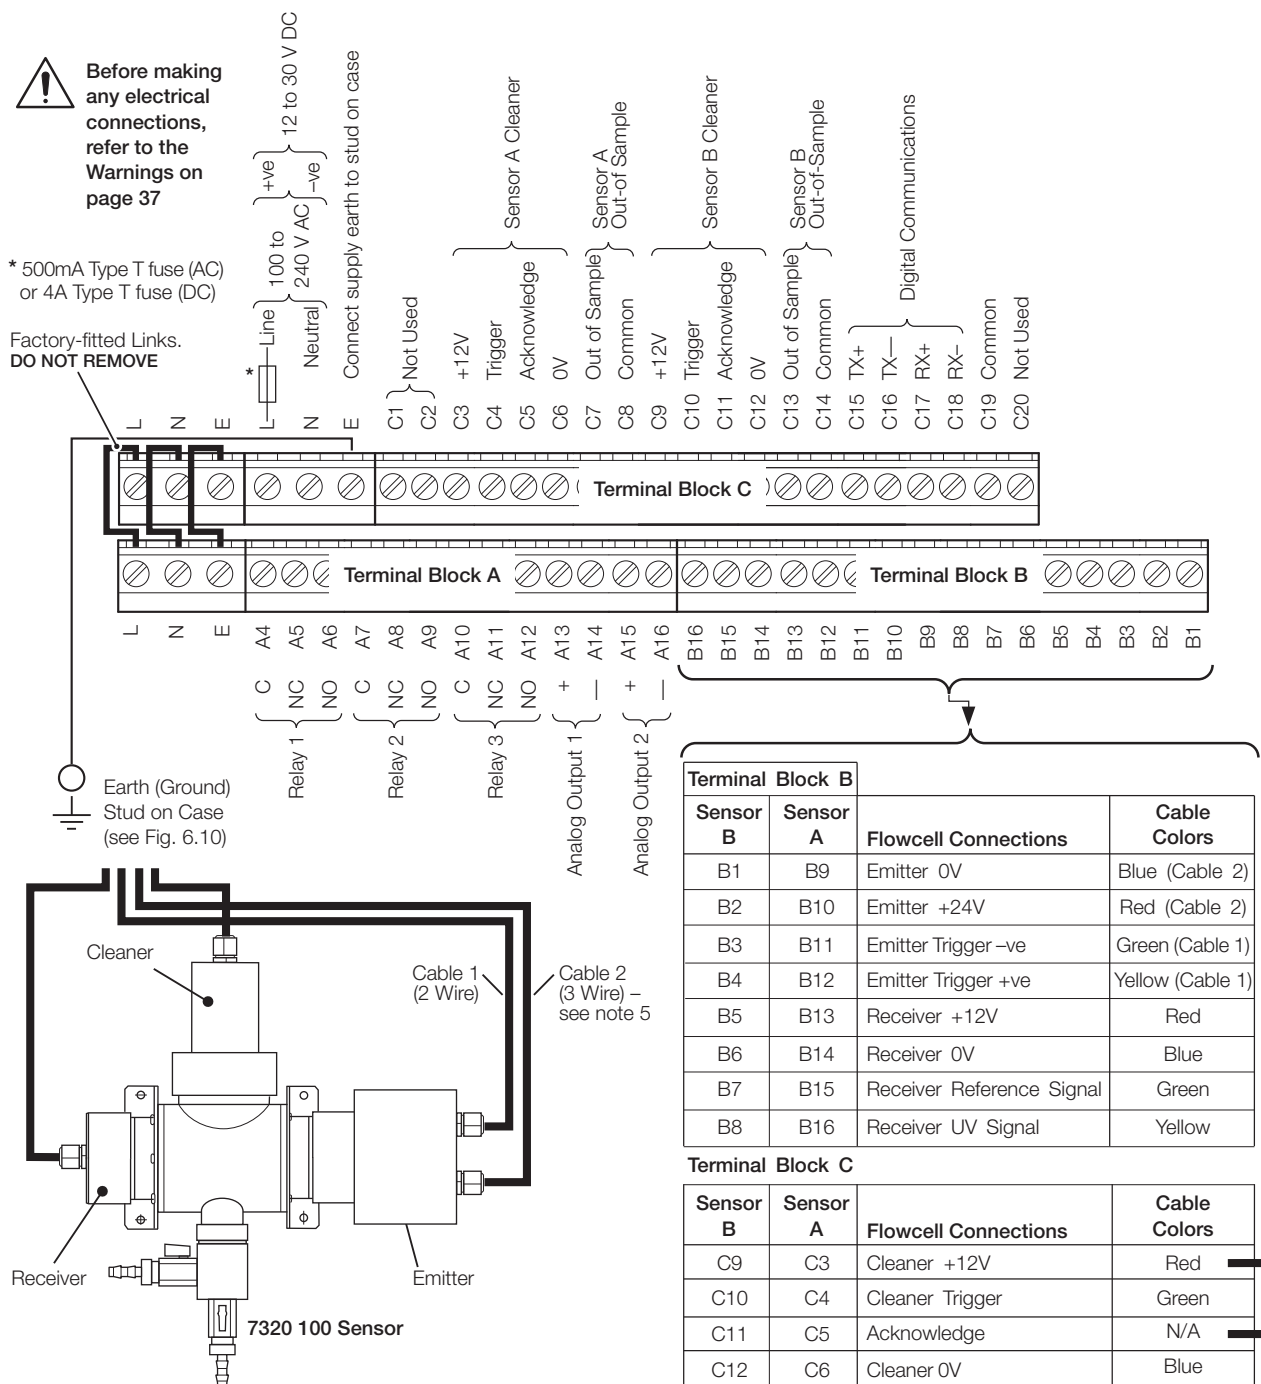 Before making
any electrical
connections,
refer to the
Warnings on
page 37
* 500mA Type T fuse (AC)
or 4A Type T fuse (DC)
Factory-fitted Links.
DO NOT REMOVE
12 to 30 V DC
+ve
–ve
100 to
240 V AC
Line
Neutral
*
Connect supply earth to stud on case
Not Used
Sensor A Cleaner
+12V
Trigger
Acknowledge
0V
Sensor A
Out-of Sample
Out of Sample
Common
Sensor B Cleaner
+12V
Trigger
Acknowledge
0V
Sensor B
Out-of-Sample
Out of Sample
Common
Digital Communications
TX+
TX—
RX+
RX–
Common
Not Used
L N E L N E C1 C2 C3 C4 C5 C6 C7 C8 C9 C10 C11 C12 C13 C14 C15 C16 C17 C18 C19 C20
Terminal Block C
Terminal Block A
Terminal Block B
L N E A4 A5 A6 A7 A8 A9 A10 A11 A12 A13 A14 A15 A16 B16 B15 B14 B13 B12 B11 B10 B9 B8 B7 B6 B5 B4 B3 B2 B1
C NC NO C NC NO C NC NO + — + —
Relay 1
Relay 2
Relay 3
Analog Output 1
Analog Output 2
Earth (Ground)
Stud on Case
(see Fig. 6.10)
Cleaner
Cable 1
(2 Wire)
Cable 2
(3 Wire) –
see note 5
Receiver
Emitter
7320 100 Sensor
Terminal Block B
Sensor B Sensor A Flowcell Connections Cable Colors
B1 B9 Emitter 0V Blue (Cable 2)
B2 B10 Emitter +24V Red (Cable 2)
B3 B11 Emitter Trigger –ve Green (Cable 1)
B4 B12 Emitter Trigger +ve Yellow (Cable 1)
B5 B13 Receiver +12V Red
B6 B14 Receiver 0V Blue
B7 B15 Receiver Reference Signal Green
B8 B16 Receiver UV Signal Yellow
Terminal Block C
Sensor B Sensor A Flowcell Connections Cable Colors
C9 C3 Cleaner +12V Red
C10 C4 Cleaner Trigger Green
C11 C5 Acknowledge N/A
C12 C6 Cleaner 0V Blue